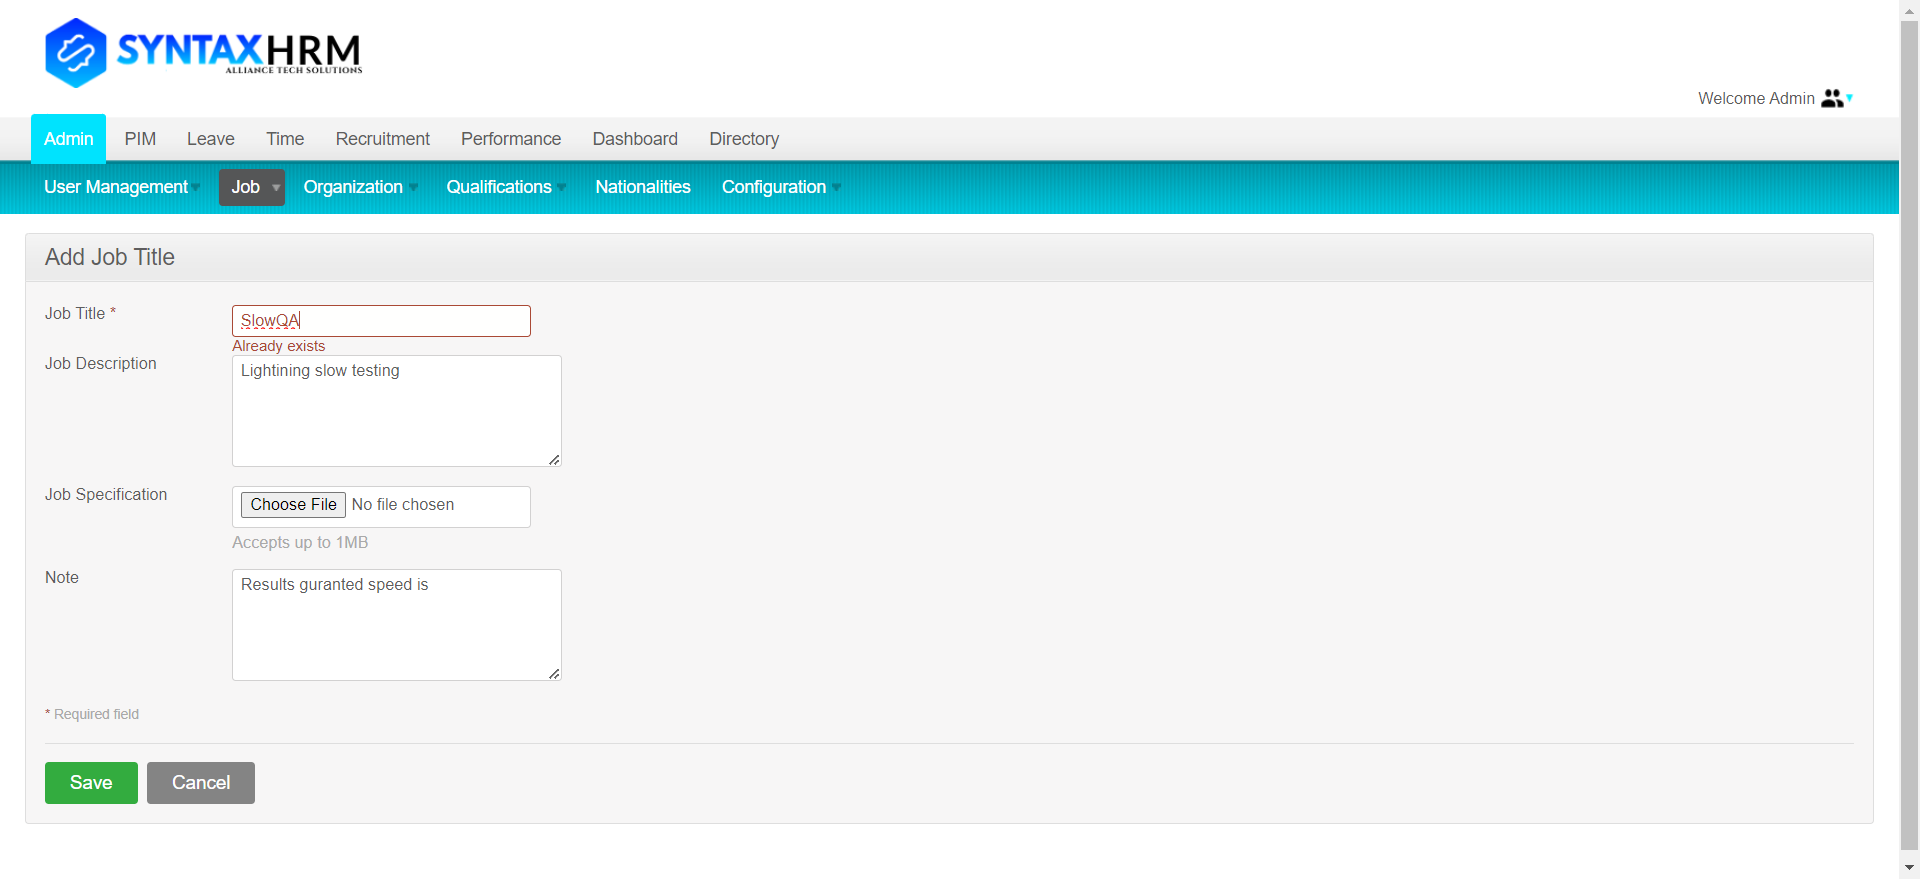 SYNTAXHRM
ALLIANCE TECH SOLUTIONS
Welcome Admin
Admin PIM Leave Time Recruitment Performance Dashboard Directory
User Management Job Organization Qualifications Nationalities Configuration
Add Job Title
Job Title * SlowQA
Already exists
Job Description Lightining slow testing
Job Specification Choose File No file chosen
Accepts up to 1MB
Note Results guranted speed is
* Required field
Save Cancel